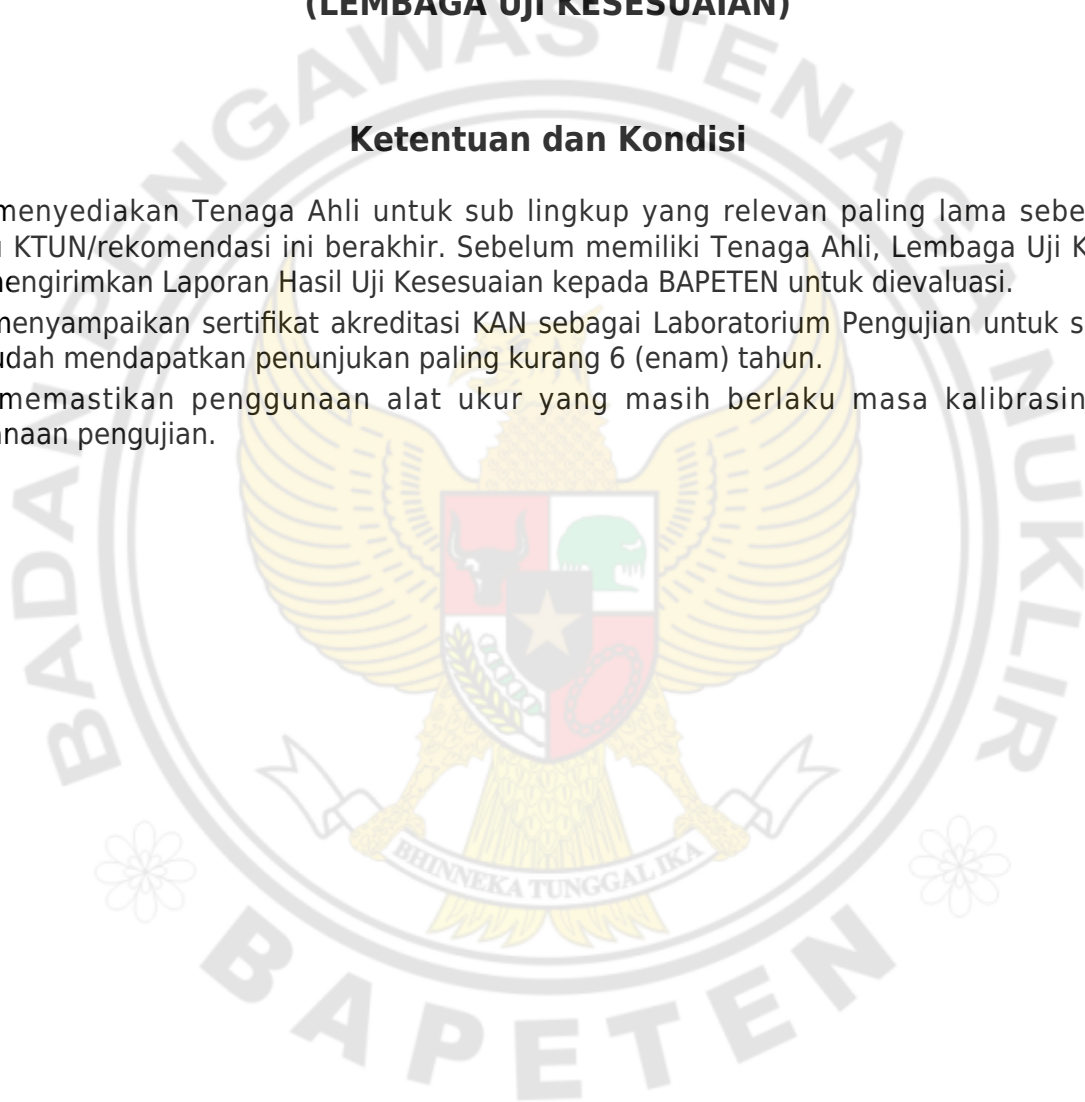 (LEMBAGA UJI KESESUAIAN)
Ketentuan dan Kondisi
menyediakan Tenaga Ahli untuk sub lingkup yang relevan paling lama sebe
KTUN/rekomendasi ini berakhir. Sebelum memiliki Tenaga Ahli, Lembaga Uji K
mengirimkan Laporan Hasil Uji Kesesuaian kepada BAPETEN untuk dievaluasi.
menyampaikan sertifikat akreditasi KAN sebagai Laboratorium Pengujian untuk s
udah mendapatkan penunjukan paling kurang 6 (enam) tahun.
memastikan penggunaan alat ukur yang masih berlaku masa kalibrasin
naan pengujian.
BADAN PENGAWAS TENAGA NUKLIR
BHINNEKA TUNGGAL IKA
BAPETEN